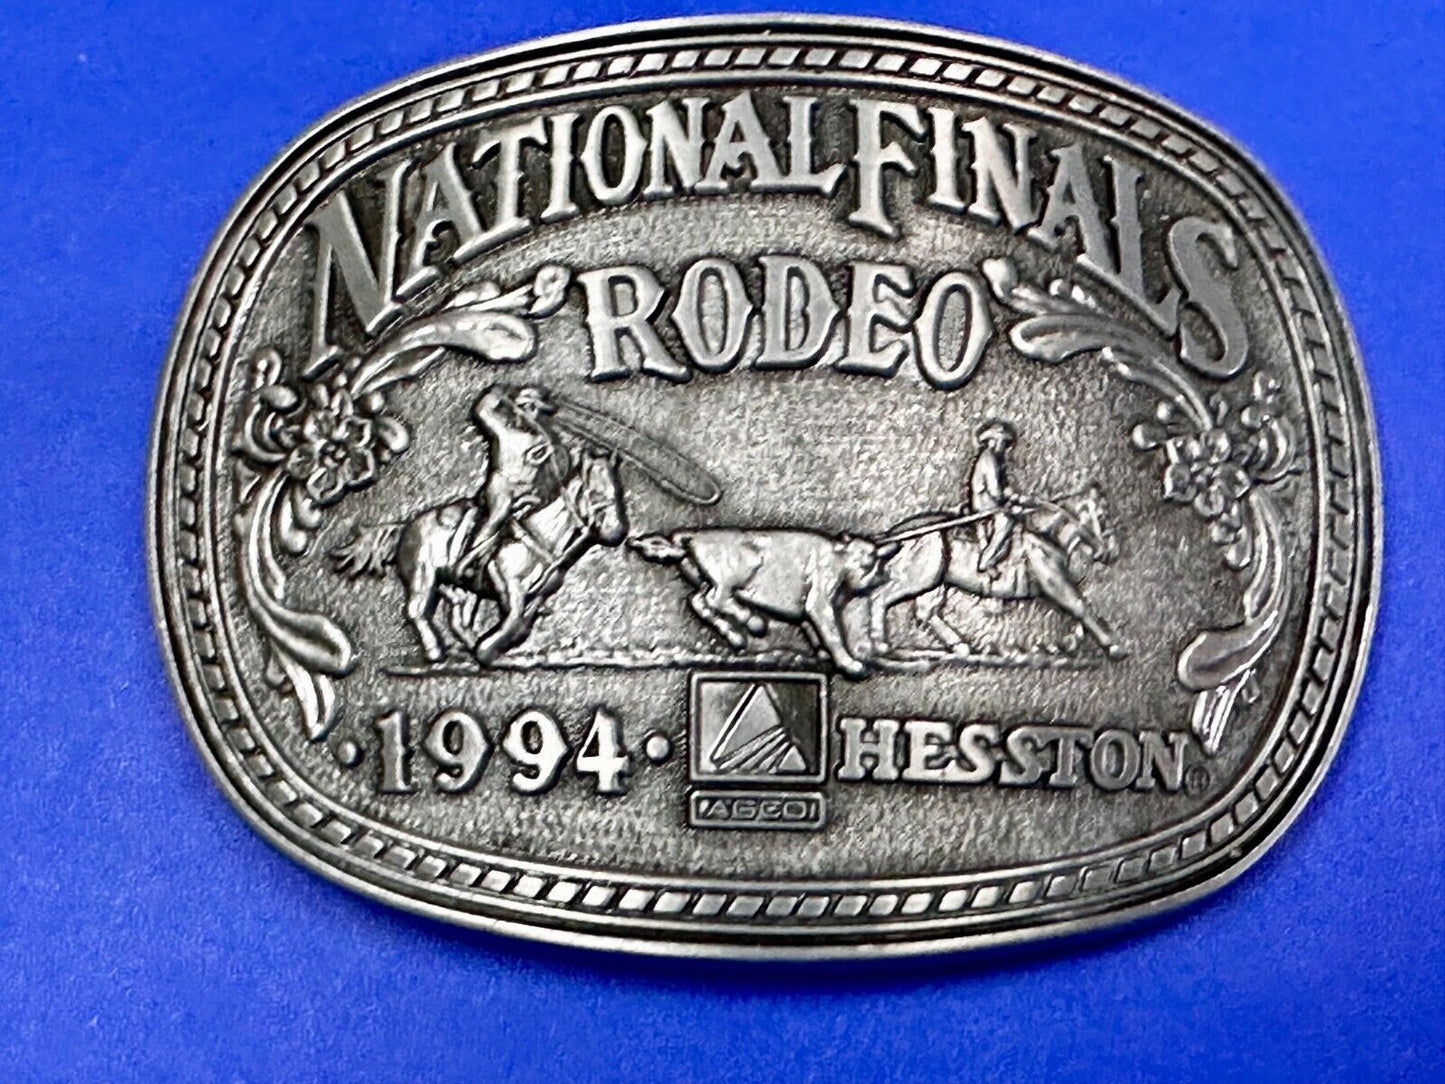 NATIONAL FINALS
RODEO
·1994· HESSTON®
AGCO